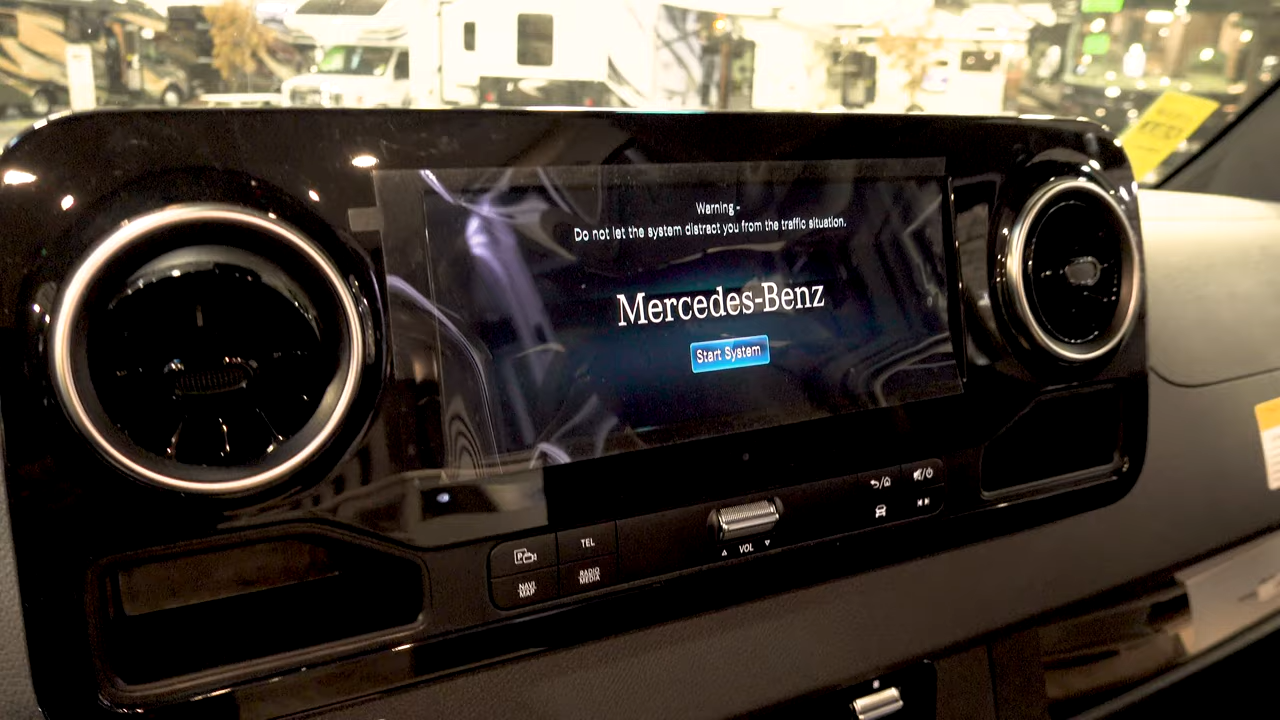 Warning -
Do not let the system distract you from the traffic situation.
Mercedes-Benz
Start System
P
TEL
VOL
NAVI
MAP
RADIO
MEDIA